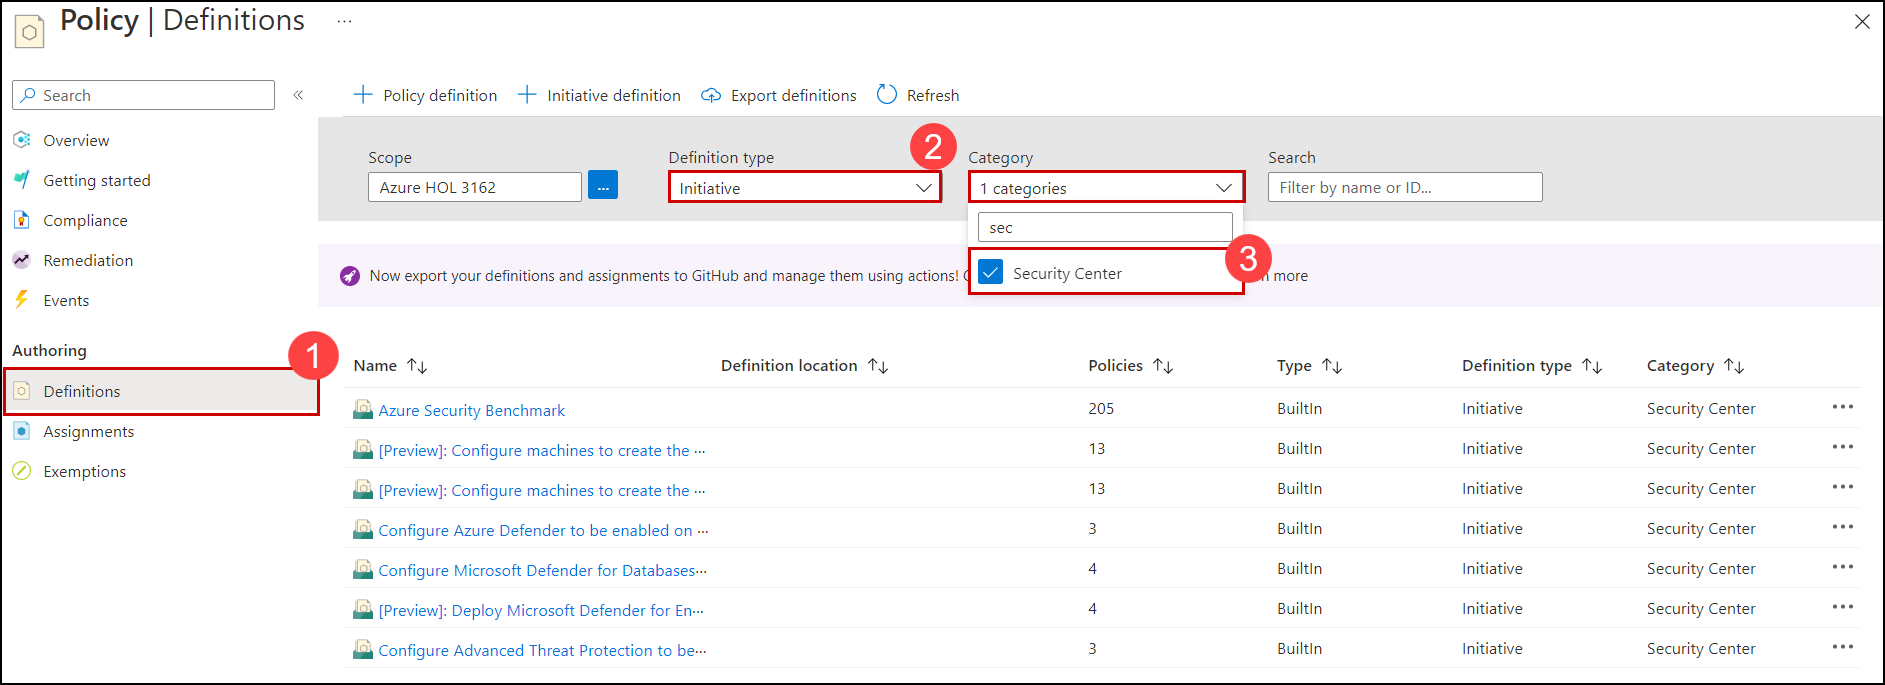 Policy | Definitions ...
Search «
Overview
Getting started
Compliance
Remediation
Events
Authoring
1
Definitions
Assignments
Exemptions
+ Policy definition + Initiative definition Export definitions Refresh
Scope Definition type 2 Category Search
Azure HOL 3162 ... Initiative 1 categories Filter by name or ID...
sec
3
Security Center
Now export your definitions and assignments to GitHub and manage them using actions! more
Name ↑↓ Definition location ↑↓ Policies ↑↓ Type ↑↓ Definition type ↑↓ Category ↑↓
Azure Security Benchmark 205 BuiltIn Initiative Security Center ...
[Preview]: Configure machines to create the ... 13 BuiltIn Initiative Security Center ...
[Preview]: Configure machines to create the ... 13 BuiltIn Initiative Security Center ...
Configure Azure Defender to be enabled on ... 3 BuiltIn Initiative Security Center ...
Configure Microsoft Defender for Databases... 4 BuiltIn Initiative Security Center ...
[Preview]: Deploy Microsoft Defender for En... 4 BuiltIn Initiative Security Center ...
Configure Advanced Threat Protection to be... 3 BuiltIn Initiative Security Center ...